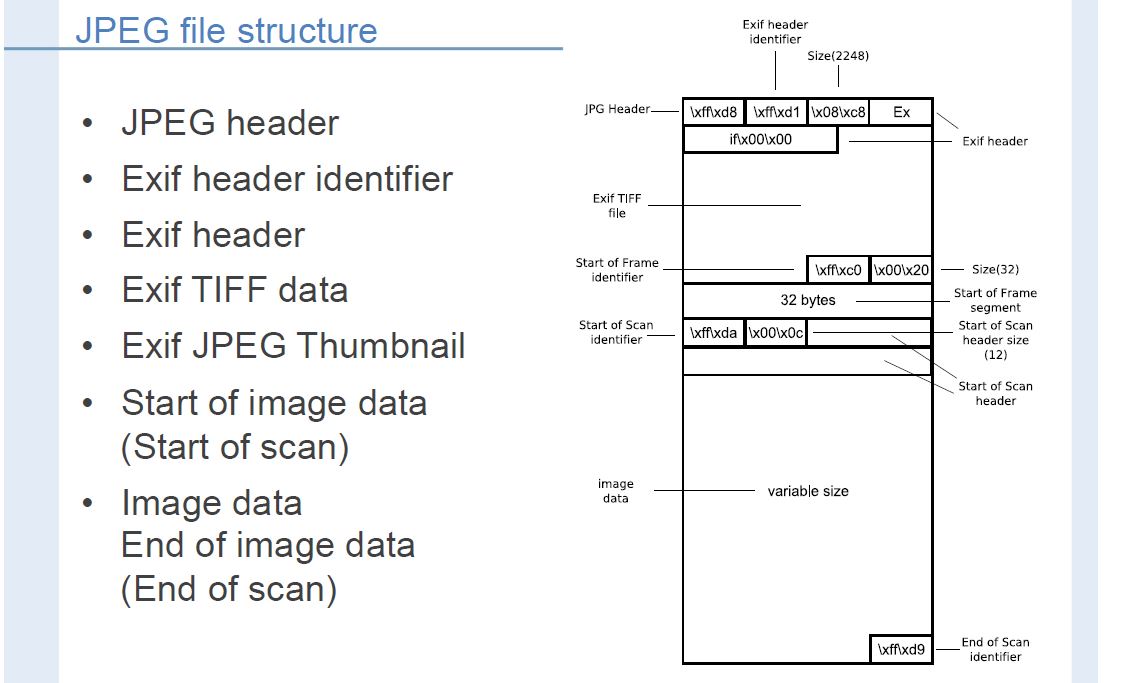 JPEG file structure
• JPEG header
• Exif header identifier
• Exif header
• Exif TIFF data
• Exif JPEG Thumbnail
• Start of image data
(Start of scan)
• Image data
End of image data
(End of scan)
Exif header
identifier
Size(2248)
JPG Header
\xff\xd8
\xff\xd1
\x08\xc8
Ex
if\x00\x00
Exif header
Exif TIFF
file
Start of Frame
identifier
\xff\xc0
\x00\x20
Size(32)
32 bytes
Start of Frame
segment
Start of Scan
identifier
\xff\xda
\x00\x0c
Start of Scan
header size
(12)
Start of Scan
header
image
data
variable size
\xff\xd9
End of Scan
identifier